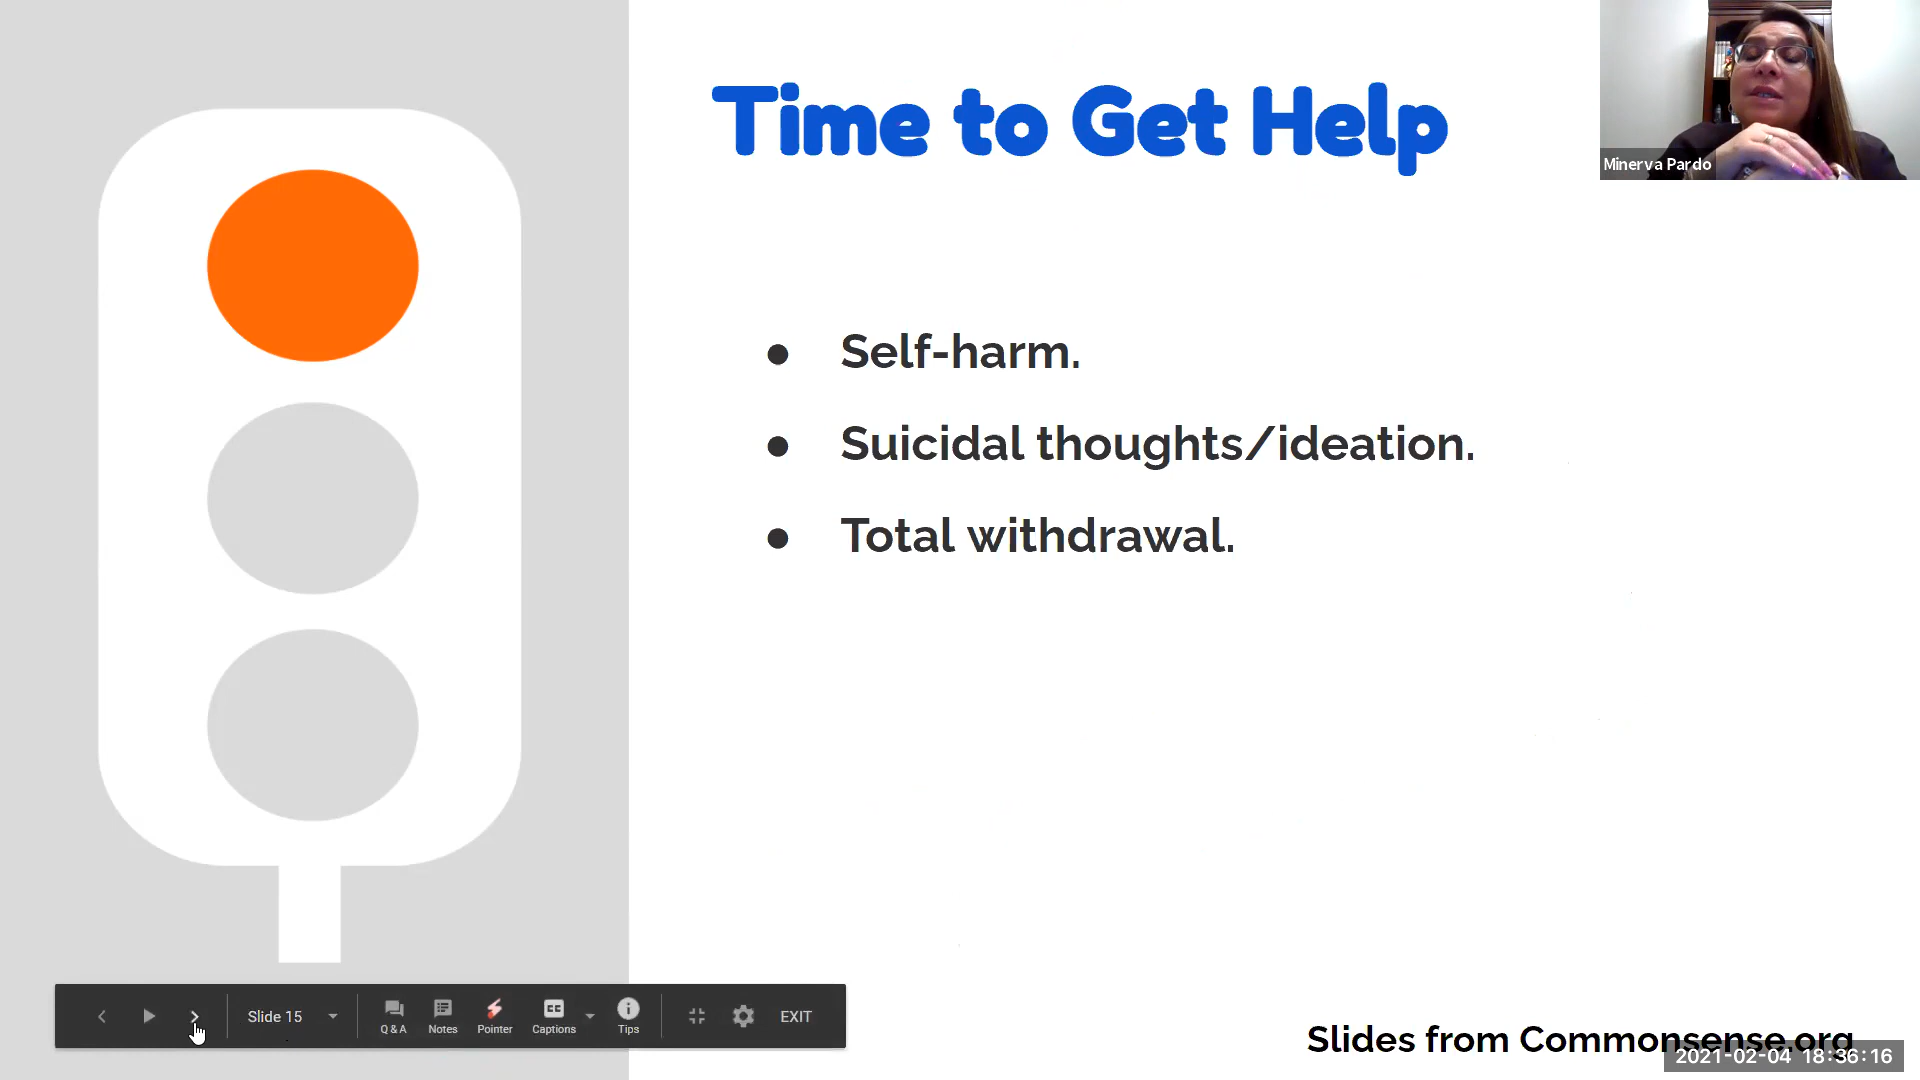 Time to Get Help
Minerva Pardo
● Self-harm.
● Suicidal thoughts/ideation.
● Total withdrawal.
Slide 15
Q & A
Notes
Pointer
CC
Captions
Tips
EXIT
Slides from Commonsense.org
2021-02-04 18:36:16